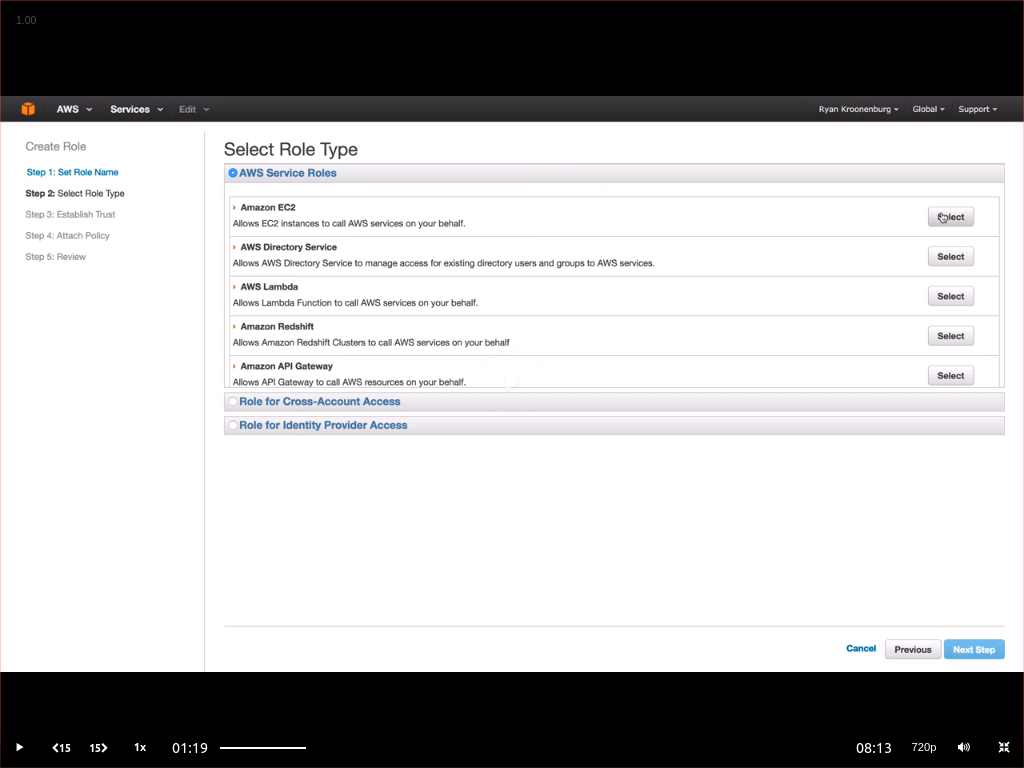 1.00
AWS Services Edit Ryan Kroonenburg Global Support
Create Role
Step 1: Set Role Name
Step 2: Select Role Type
Step 3: Establish Trust
Step 4: Attach Policy
Step 5: Review
Select Role Type
AWS Service Roles
Amazon EC2
Allows EC2 instances to call AWS services on your behalf.
Select
AWS Directory Service
Allows AWS Directory Service to manage access for existing directory users and groups to AWS services.
Select
AWS Lambda
Allows Lambda Function to call AWS services on your behalf.
Select
Amazon Redshift
Allows Amazon Redshift Clusters to call AWS services on your behalf
Select
Amazon API Gateway
Allows API Gateway to call AWS resources on your behalf.
Select
Role for Cross-Account Access
Role for Identity Provider Access
Cancel Previous Next Step
15 15 1x 01:19 08:13 720p